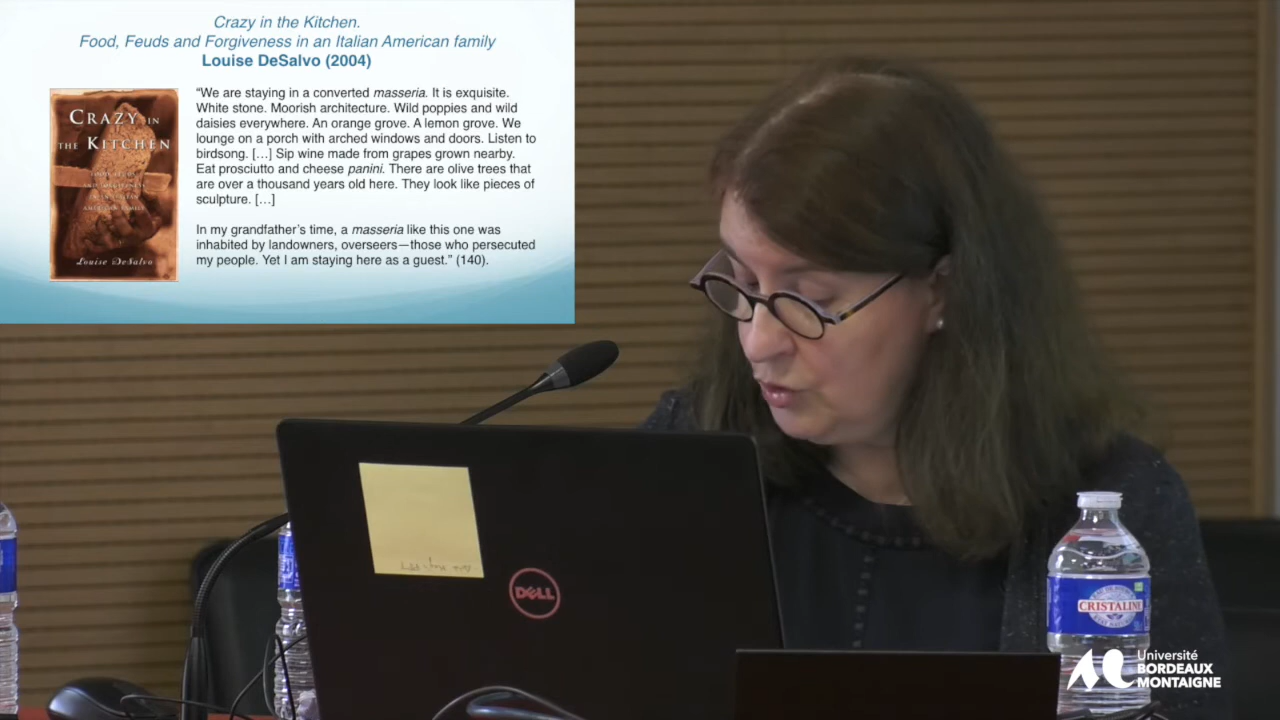 Crazy in the Kitchen.
Food, Feuds and Forgiveness in an Italian American family
Louise DeSalvo (2004)
CRAZY IN
THE KITCHEN
Louise DeSalvo
“We are staying in a converted masseria. It is exquisite.
White stone. Moorish architecture. Wild poppies and wild
daisies everywhere. An orange grove. A lemon grove. We
lounge on a porch with arched windows and doors. Listen to
birdsong. […] Sip wine made from grapes grown nearby.
Eat prosciutto and cheese panini. There are olive trees that
are over a thousand years old here. They look like pieces of
sculpture. […]
In my grandfather’s time, a masseria like this one was
inhabited by landowners, overseers—those who persecuted
my people. Yet I am staying here as a guest.” (140).
DELL
CRISTALINE
Université
BORDEAUX
MONTAIGNE